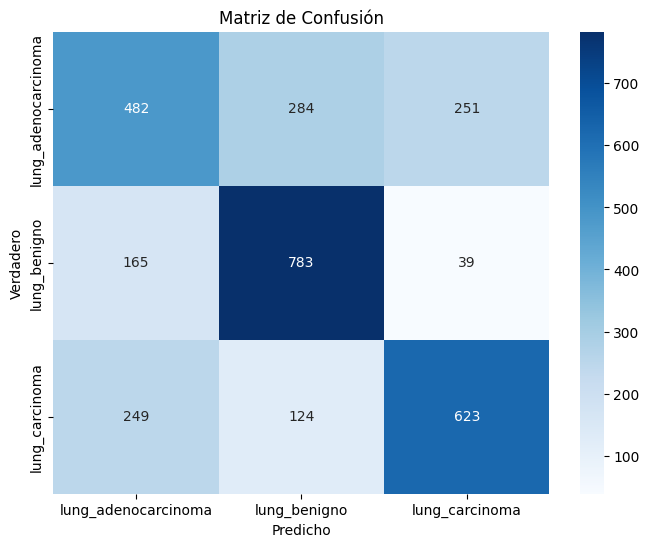 Matriz de Confusión
lung_adenocarcinoma
482
284
251
700
600
500
400
300
200
100
Verdadero
lung_benigno
165
783
39
lung_carcinoma
249
124
623
lung_adenocarcinoma
lung_benigno
lung_carcinoma
Predicho